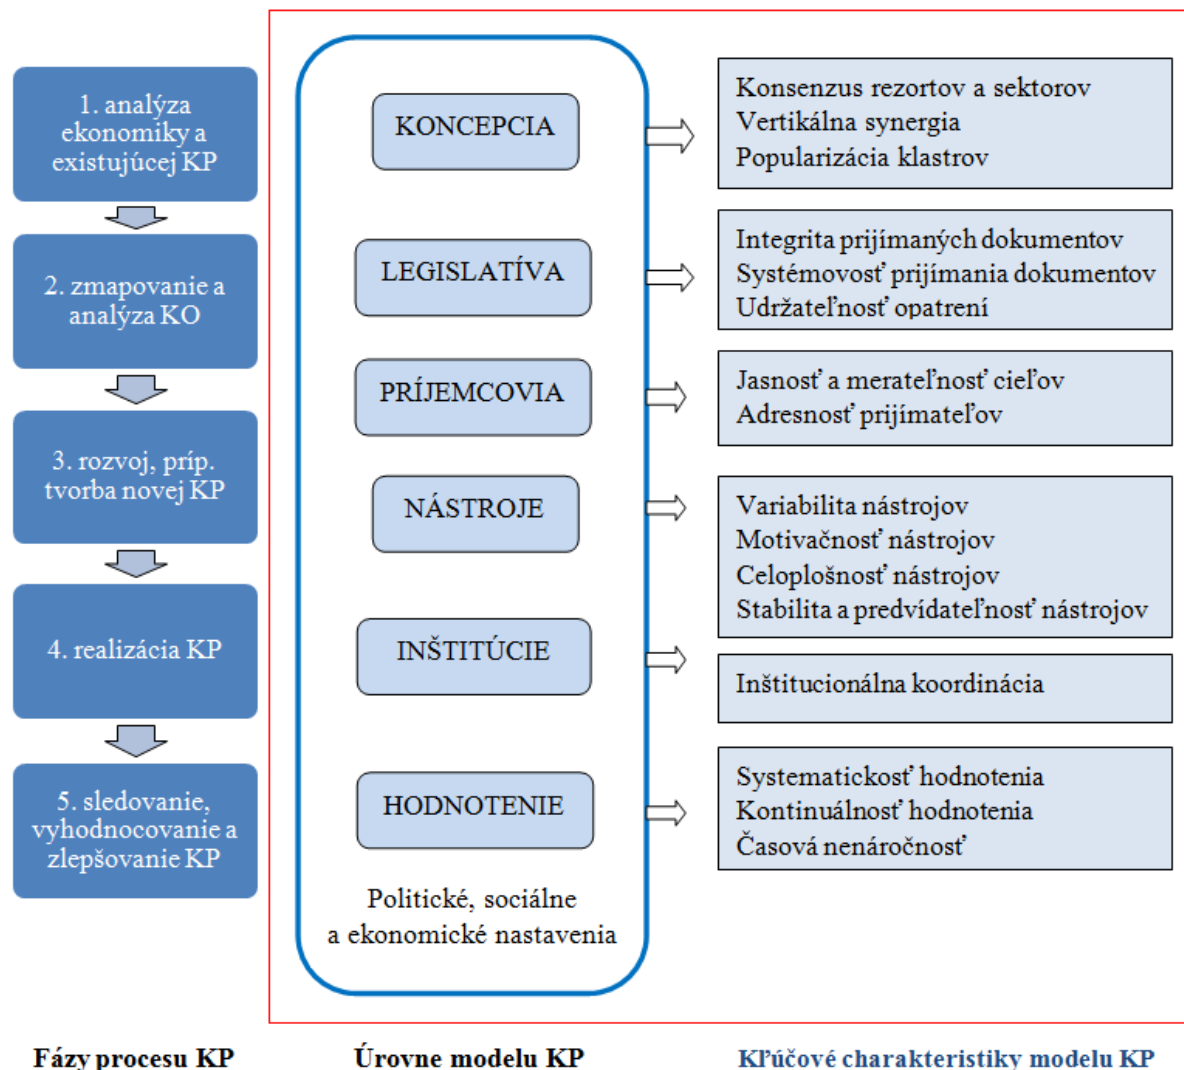 1. analýza
ekonomiky a
existujúcej KP
2. zmapovanie a
analýza KO
3. rozvoj, príp.
tvorba novej KP
4. realizácia KP
5. sledovanie,
vyhodnocovanie a
zlepšovanie KP
Fázy procesu KP
KONCEPCIA
LEGISLATÍVA
PRÍJEMCOVIA
NÁSTROJE
INŠTITÚCIE
HODNOTENIE
Politické, sociálne
a ekonomické nastavenia
Úrovne modelu KP
Konsenzus rezortov a sektorov
Vertikálna synergia
Popularizácia klastrov
Integrita prijímaných dokumentov
Systémovosť prijímania dokumentov
Udržateľnosť opatrení
Jasnosť a merateľnosť cieľov
Adresnosť prijímateľov
Variabilita nástrojov
Motivačnosť nástrojov
Celoplošnosť nástrojov
Stabilita a predvídateľnosť nástrojov
Inštitucionálna koordinácia
Systematickosť hodnotenia
Kontinuálnosť hodnotenia
Časová nenáročnosť
Kľúčové charakteristiky modelu KP